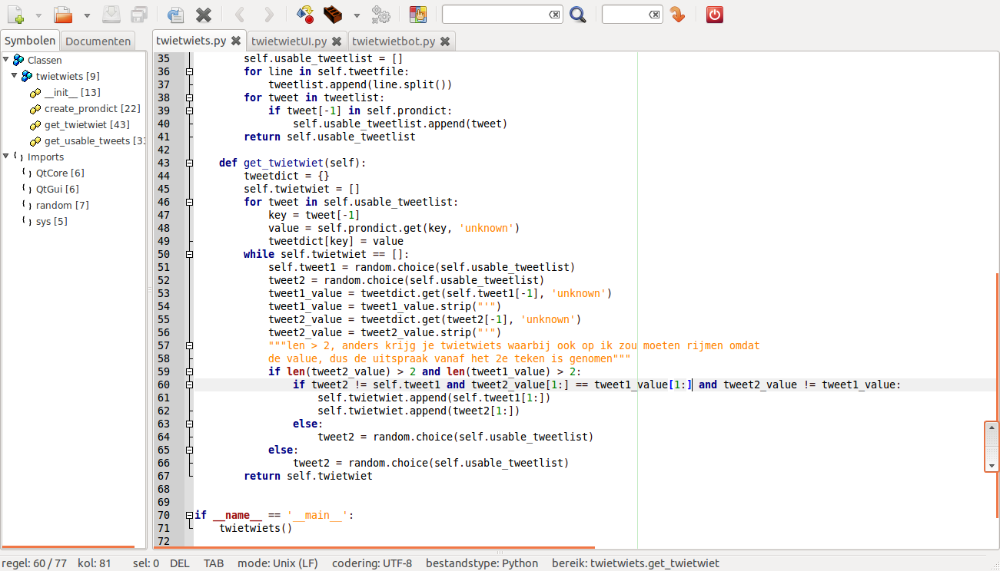 Symbolen Documenten
twietwiets.py twietwietUI.py twietwietbot.py
Classen
twietwiets [9]
__init__ [13]
create_prondict [22]
get_twietwiet [43]
get_usable_tweets [33
Imports
QtCore [6]
QtGui [6]
random [7]
sys [5]
35 self.usable_tweetlist = []
36 for line in self.tweetfile:
37 tweetlist.append(line.split())
38 for tweet in tweetlist:
39 if tweet[-1] in self.prondict:
40 self.usable_tweetlist.append(tweet)
41 return self.usable_tweetlist
42
43 def get_twietwiet(self):
44 tweetdict = {}
45 self.twietwiet = []
46 for tweet in self.usable_tweetlist:
47 key = tweet[-1]
48 value = self.prondict.get(key, 'unknown')
49 tweetdict[key] = value
50 while self.twietwiet == []:
51 self.tweet1 = random.choice(self.usable_tweetlist)
52 tweet2 = random.choice(self.usable_tweetlist)
53 tweet1_value = tweetdict.get(self.tweet1[-1], 'unknown')
54 tweet1_value = tweet1_value.strip("'")
55 tweet2_value = tweetdict.get(tweet2[-1], 'unknown')
56 tweet2_value = tweet2_value.strip("'")
57 """len > 2, anders krijg je twietwiets waarbij ook op ik zou moeten rijmen omdat
58 de value, dus de uitspraak vanaf het 2e teken is genomen"""
59 if len(tweet2_value) > 2 and len(tweet1_value) > 2:
60 if tweet2 != self.tweet1 and tweet2_value[1:] == tweet1_value[1:] and tweet2_value != tweet1_value:
61 self.twietwiet.append(self.tweet1[1:])
62 self.twietwiet.append(tweet2[1:])
63 else:
64 tweet2 = random.choice(self.usable_tweetlist)
65 else:
66 tweet2 = random.choice(self.usable_tweetlist)
67 return self.twietwiet
68
69
70 if __name__ == '__main__':
71 twietwiets()
72
regel: 60 / 77 kol: 81 sel: 0 DEL TAB mode: Unix (LF) codering: UTF-8 bestandstype: Python bereik: twietwiets.get_twietwiet